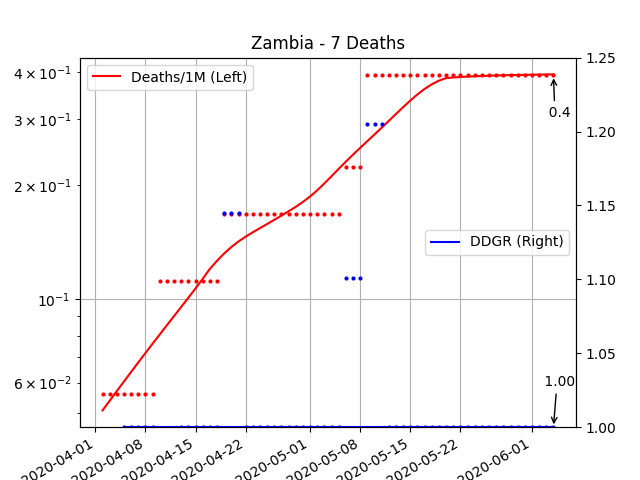 Zambia - 7 Deaths
Deaths/1M (Left)
DDGR (Right)
4 × 10⁻¹
3 × 10⁻¹
2 × 10⁻¹
10⁻¹
6 × 10⁻²
1.25
1.20
1.15
1.10
1.05
1.00
0.4
1.00
2020-04-01
2020-04-08
2020-04-15
2020-04-22
2020-05-01
2020-05-08
2020-05-15
2020-05-22
2020-06-01